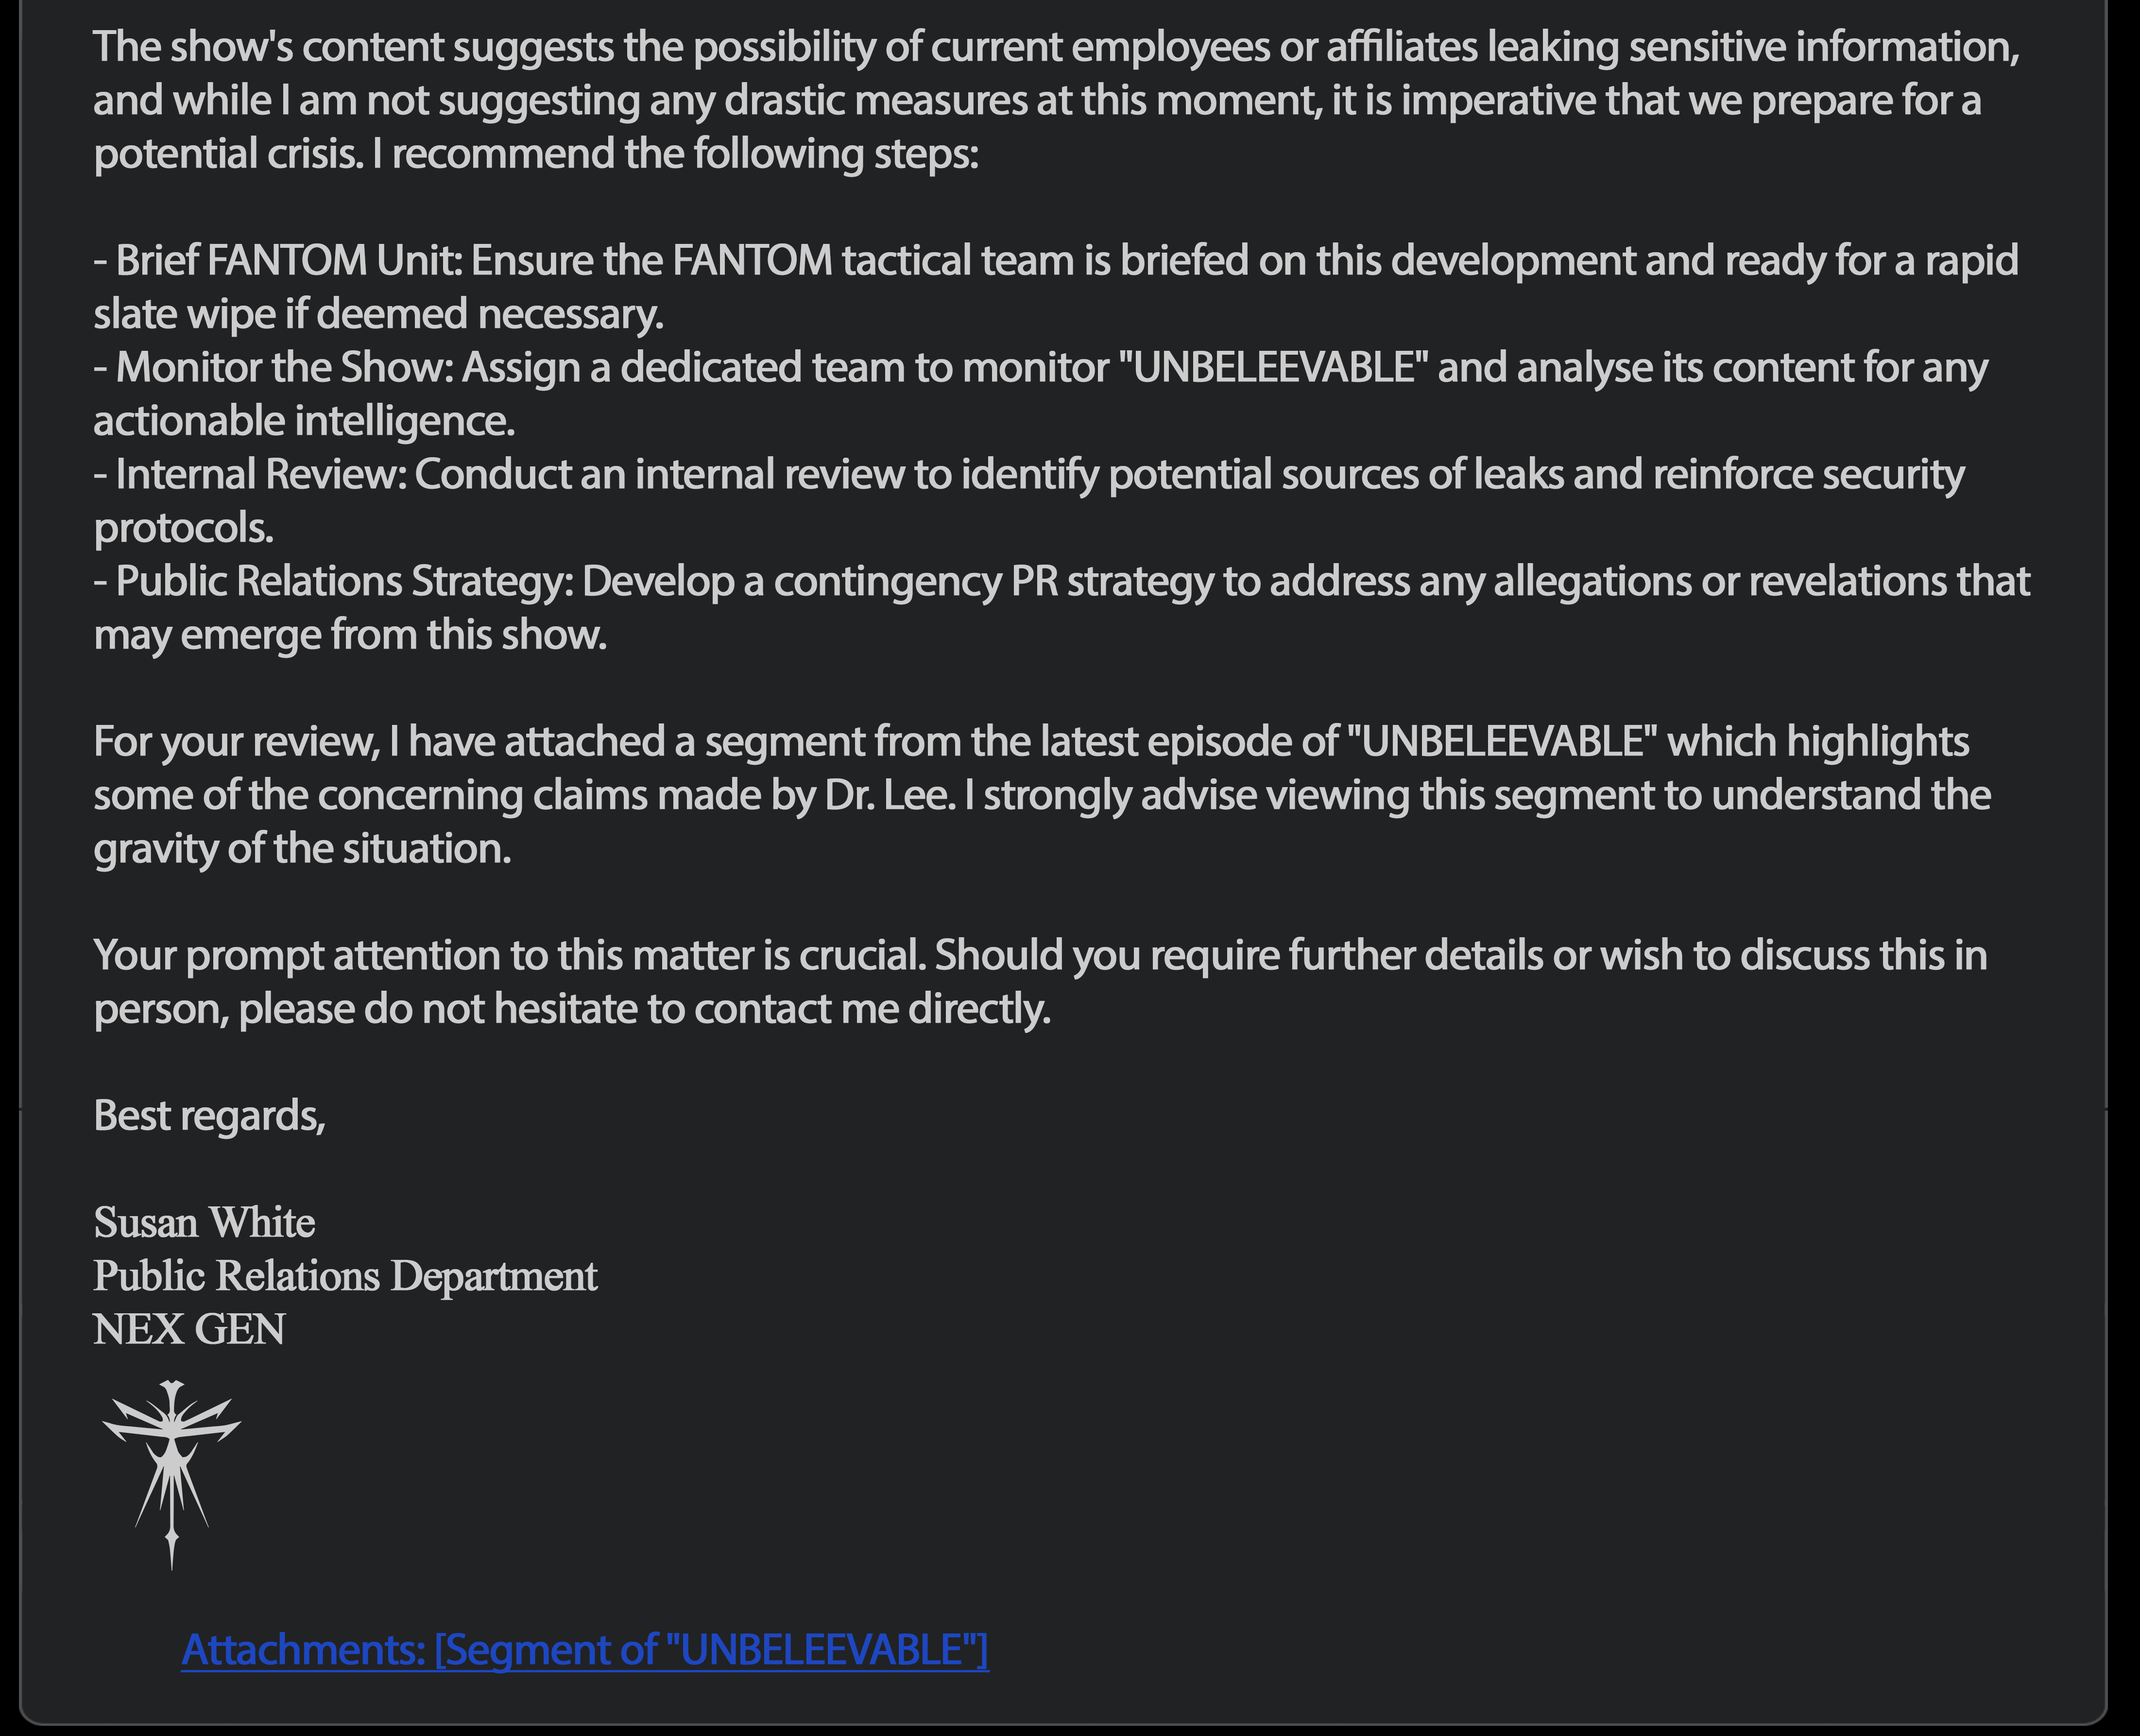 The show's content suggests the possibility of current employees or affiliates leaking sensitive information,
and while I am not suggesting any drastic measures at this moment, it is imperative that we prepare for a
potential crisis. I recommend the following steps:
- Brief FANTOM Unit: Ensure the FANTOM tactical team is briefed on this development and ready for a rapid
slate wipe if deemed necessary.
- Monitor the Show: Assign a dedicated team to monitor "UNBELEEVABLE" and analyse its content for any
actionable intelligence.
- Internal Review: Conduct an internal review to identify potential sources of leaks and reinforce security
protocols.
- Public Relations Strategy: Develop a contingency PR strategy to address any allegations or revelations that
may emerge from this show.
For your review, I have attached a segment from the latest episode of "UNBELEEVABLE" which highlights
some of the concerning claims made by Dr. Lee. I strongly advise viewing this segment to understand the
gravity of the situation.
Your prompt attention to this matter is crucial. Should you require further details or wish to discuss this in
person, please do not hesitate to contact me directly.
Best regards,
Susan White
Public Relations Department
NEX GEN
Attachments: [Segment of "UNBELEEVABLE"]